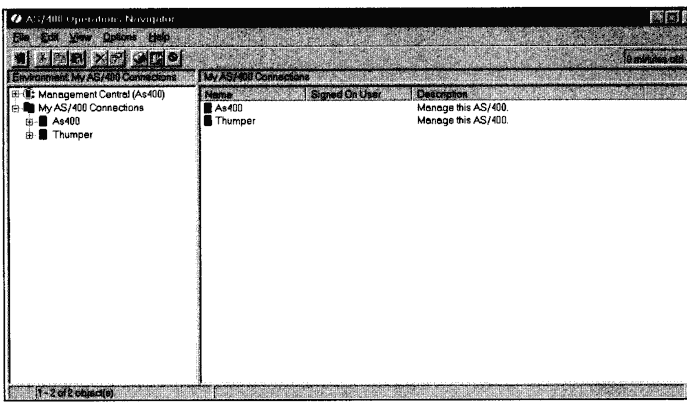 AS/400 Operations Navigator
File Edit View Options Help
0 minutes old
Environment: My AS/400 Connections
My AS/400 Connections
Management Central (As400)
My AS/400 Connections
As400
Thumper
Name Signed On User Description
As400 Manage this AS/400.
Thumper Manage this AS/400.
1 - 2 of 2 object(s)